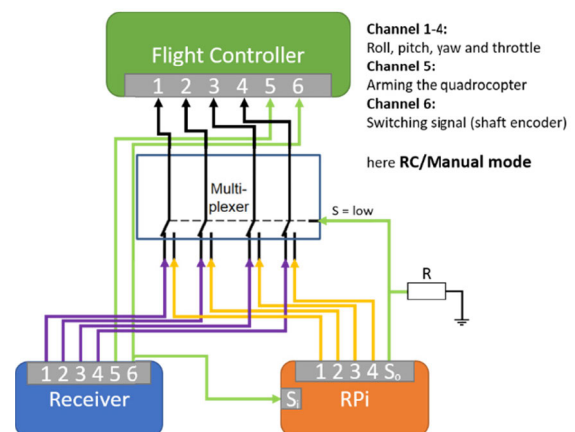 Flight Controller
1 2 3 4 5 6
Channel 1-4:
Roll, pitch, yaw and throttle
Channel 5:
Arming the quadrocopter
Channel 6:
Switching signal (shaft encoder)
here RC/Manual mode
Multi-
plexer
S = low
R
1 2 3 4 5 6
Receiver
1 2 3 4 So
Si
RPi